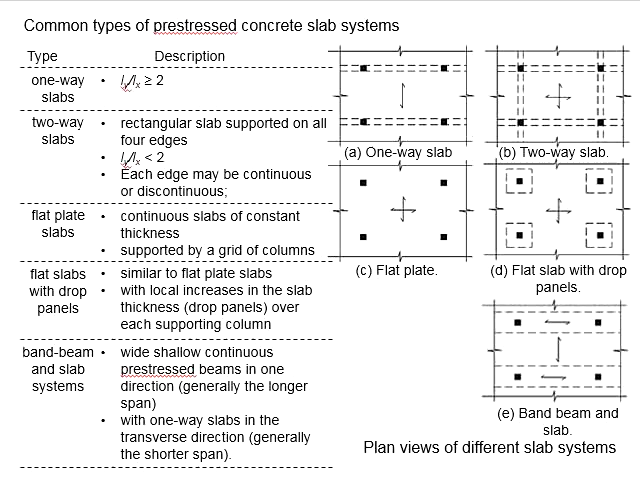 Common types of prestressed concrete slab systems
Type Description
one-way slabs
• ly/lx ≥ 2
two-way slabs
• rectangular slab supported on all
four edges
• ly/lx < 2
• Each edge may be continuous
or discontinuous;
flat plate slabs
• continuous slabs of constant
thickness
• supported by a grid of columns
flat slabs
with drop
panels
• similar to flat plate slabs
• with local increases in the slab
thickness (drop panels) over
each supporting column
band-beam
and slab
systems
• wide shallow continuous
prestressed beams in one
direction (generally the longer
span)
• with one-way slabs in the
transverse direction (generally
the shorter span).
(a) One-way slab
(b) Two-way slab.
(c) Flat plate.
(d) Flat slab with drop
panels.
(e) Band beam and
slab.
Plan views of different slab systems